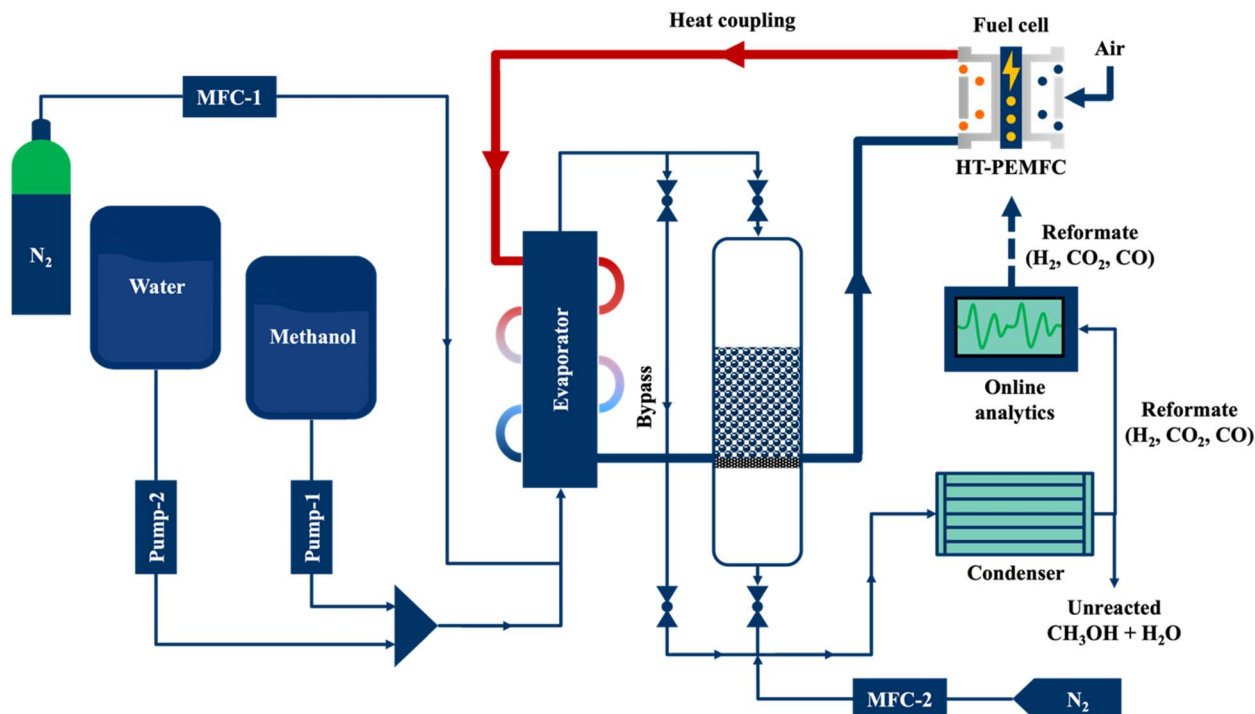 Heat coupling
Fuel cell
Air
MFC-1
HT-PEMFC
N₂
Water
Methanol
Evaporator
Bypass
Reformate
(H₂, CO₂, CO)
Online
analytics
Reformate
(H₂, CO₂, CO)
Pump-2
Pump-1
Condenser
Unreacted
CH₃OH + H₂O
MFC-2
N₂